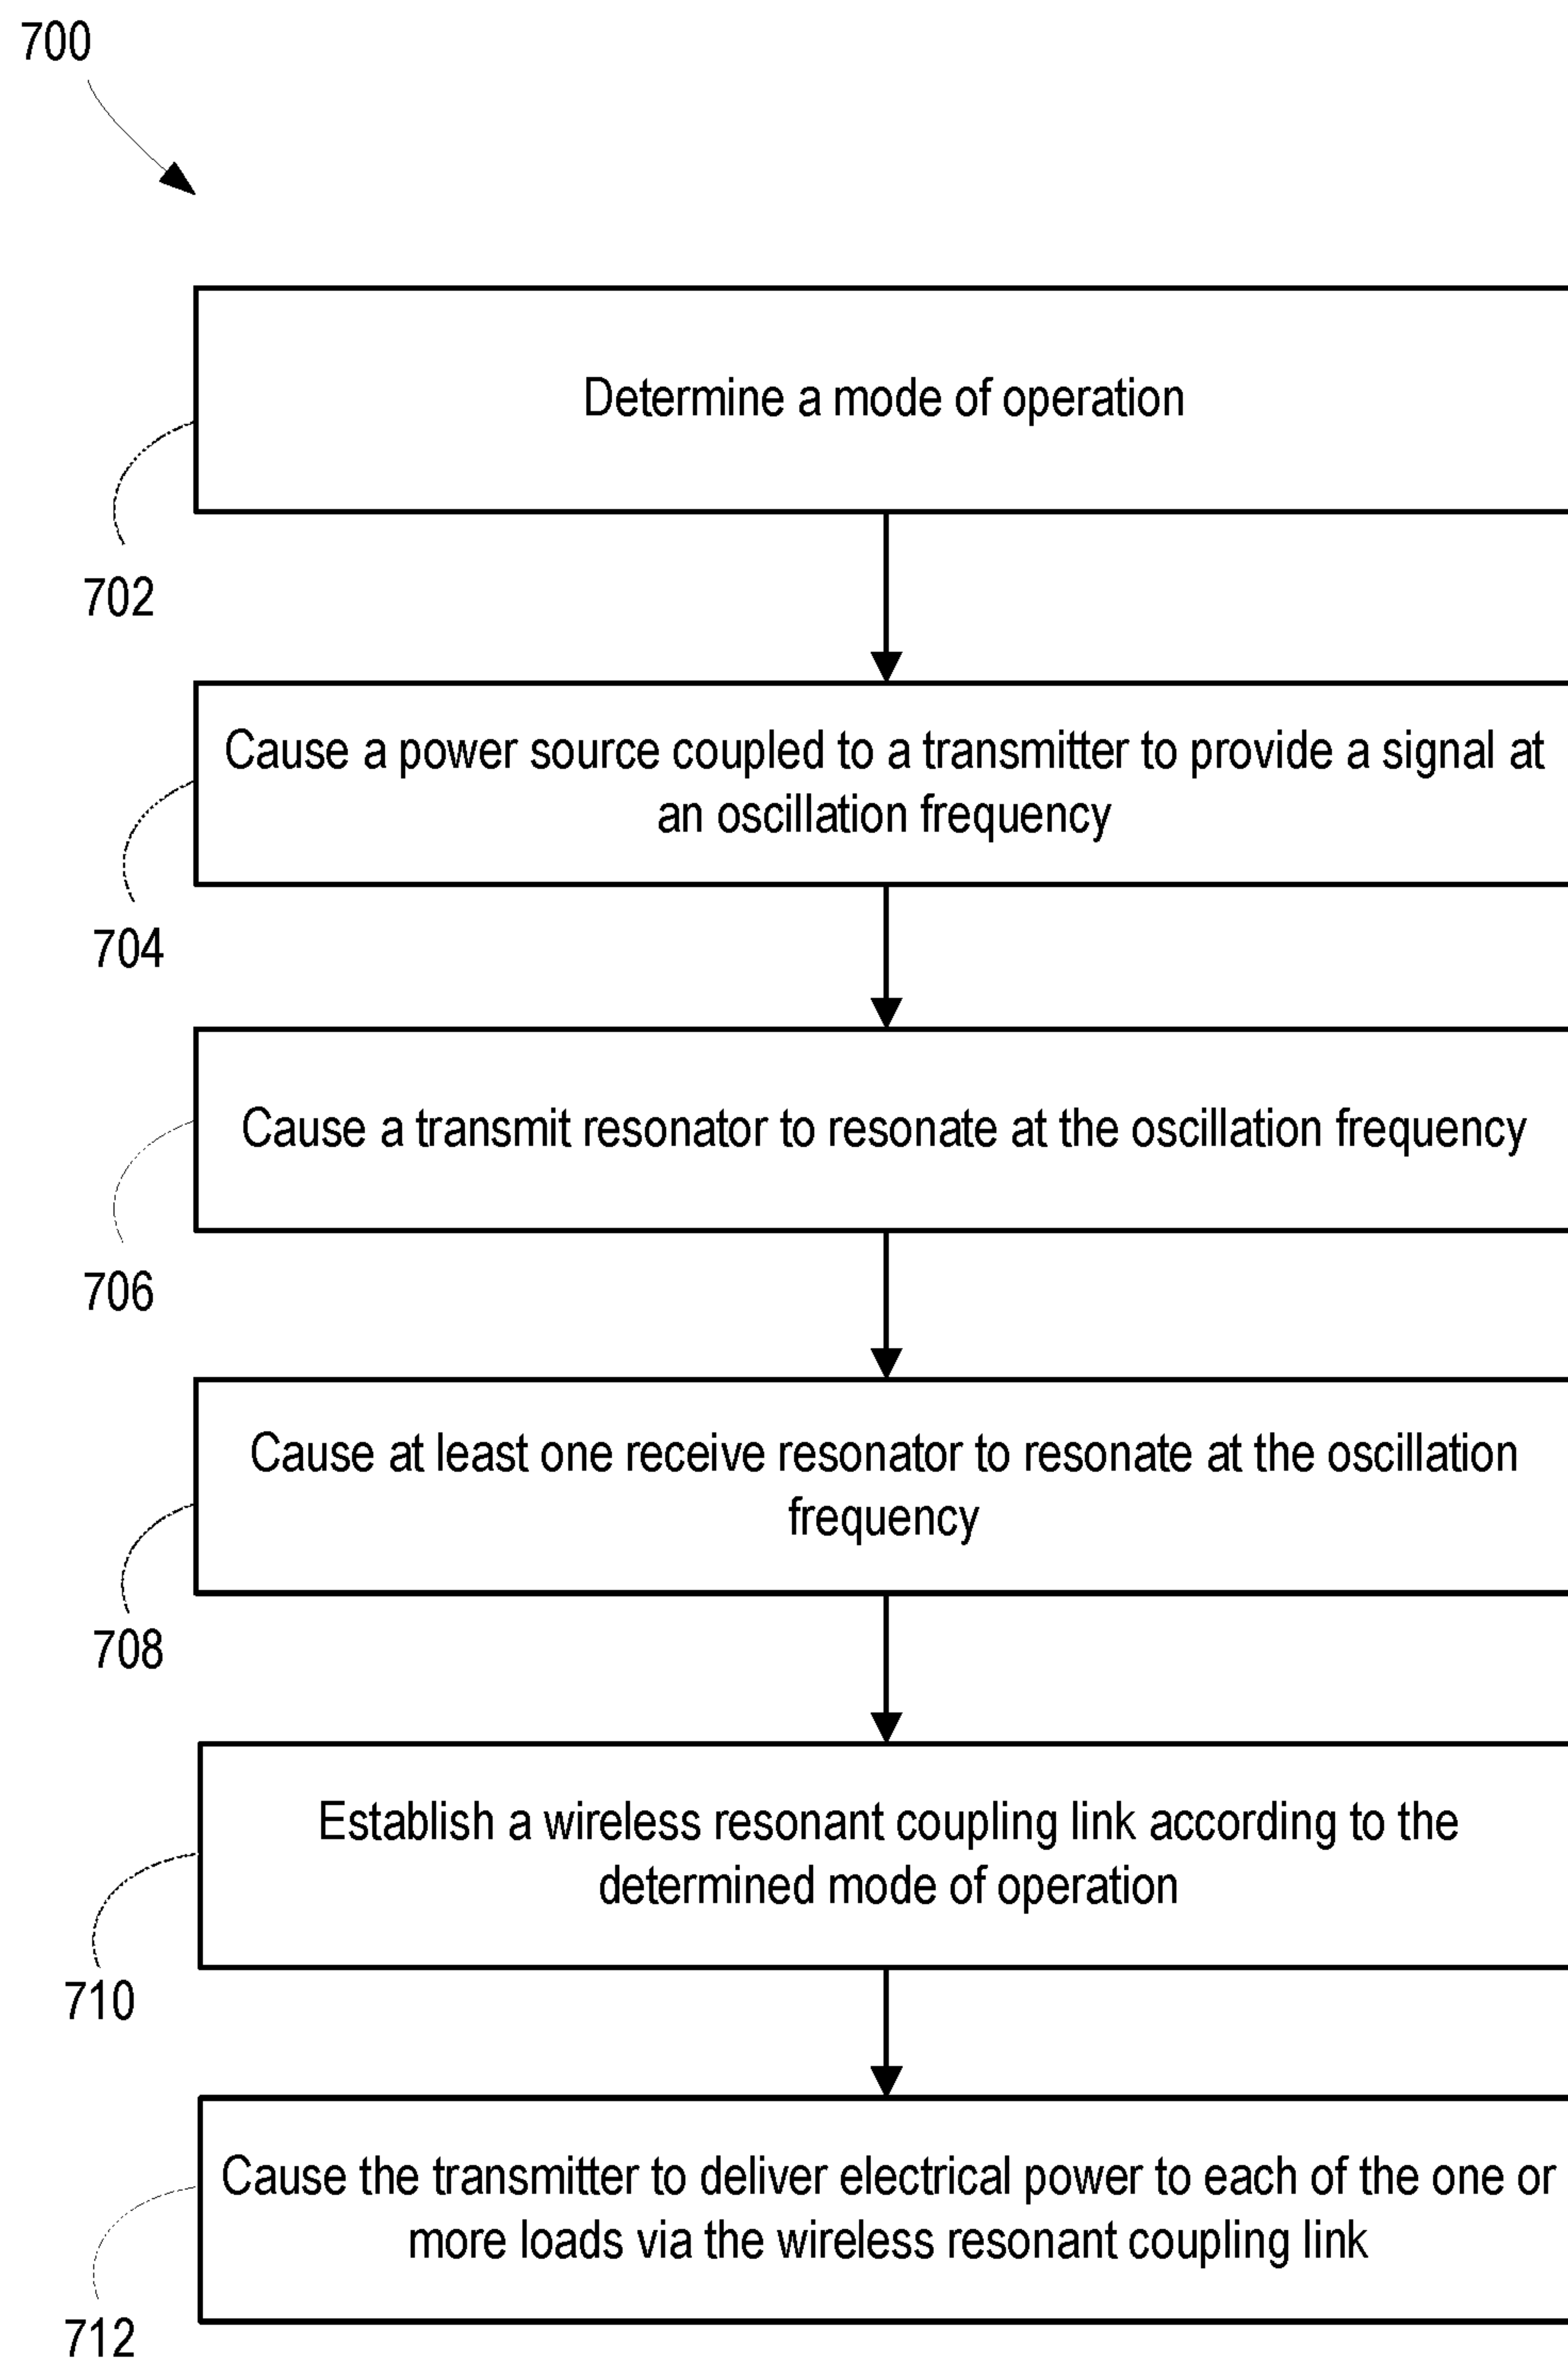 700
Determine a mode of operation
702
Cause a power source coupled to a transmitter to provide a signal at
an oscillation frequency
704
Cause a transmit resonator to resonate at the oscillation frequency
706
Cause at least one receive resonator to resonate at the oscillation
frequency
708
Establish a wireless resonant coupling link according to the
determined mode of operation
710
Cause the transmitter to deliver electrical power to each of the one or
more loads via the wireless resonant coupling link
712